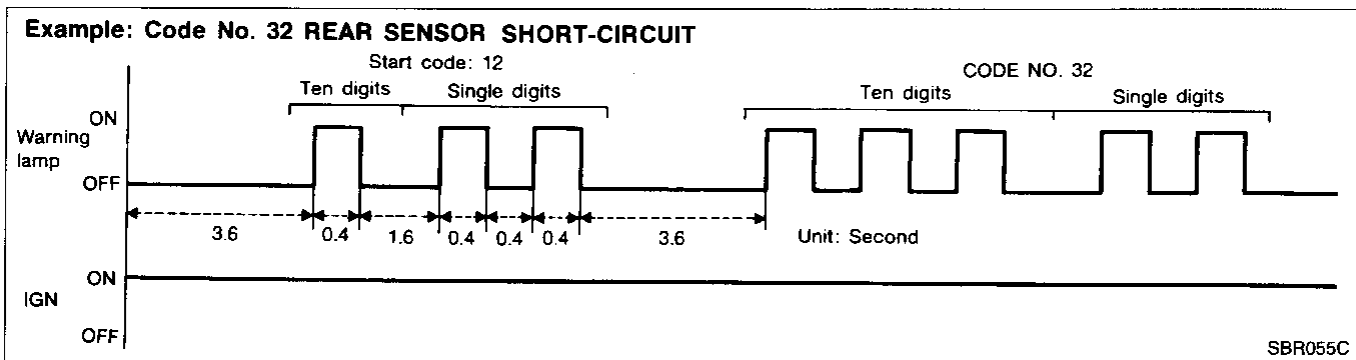 Example: Code No. 32 REAR SENSOR SHORT-CIRCUIT
Start code: 12
CODE NO. 32
Ten digits Single digits
Ten digits Single digits
ON
Warning
lamp
OFF
3.6 0.4 1.6 0.4 0.4 0.4 3.6 Unit: Second
ON
IGN
OFF
SBR055C